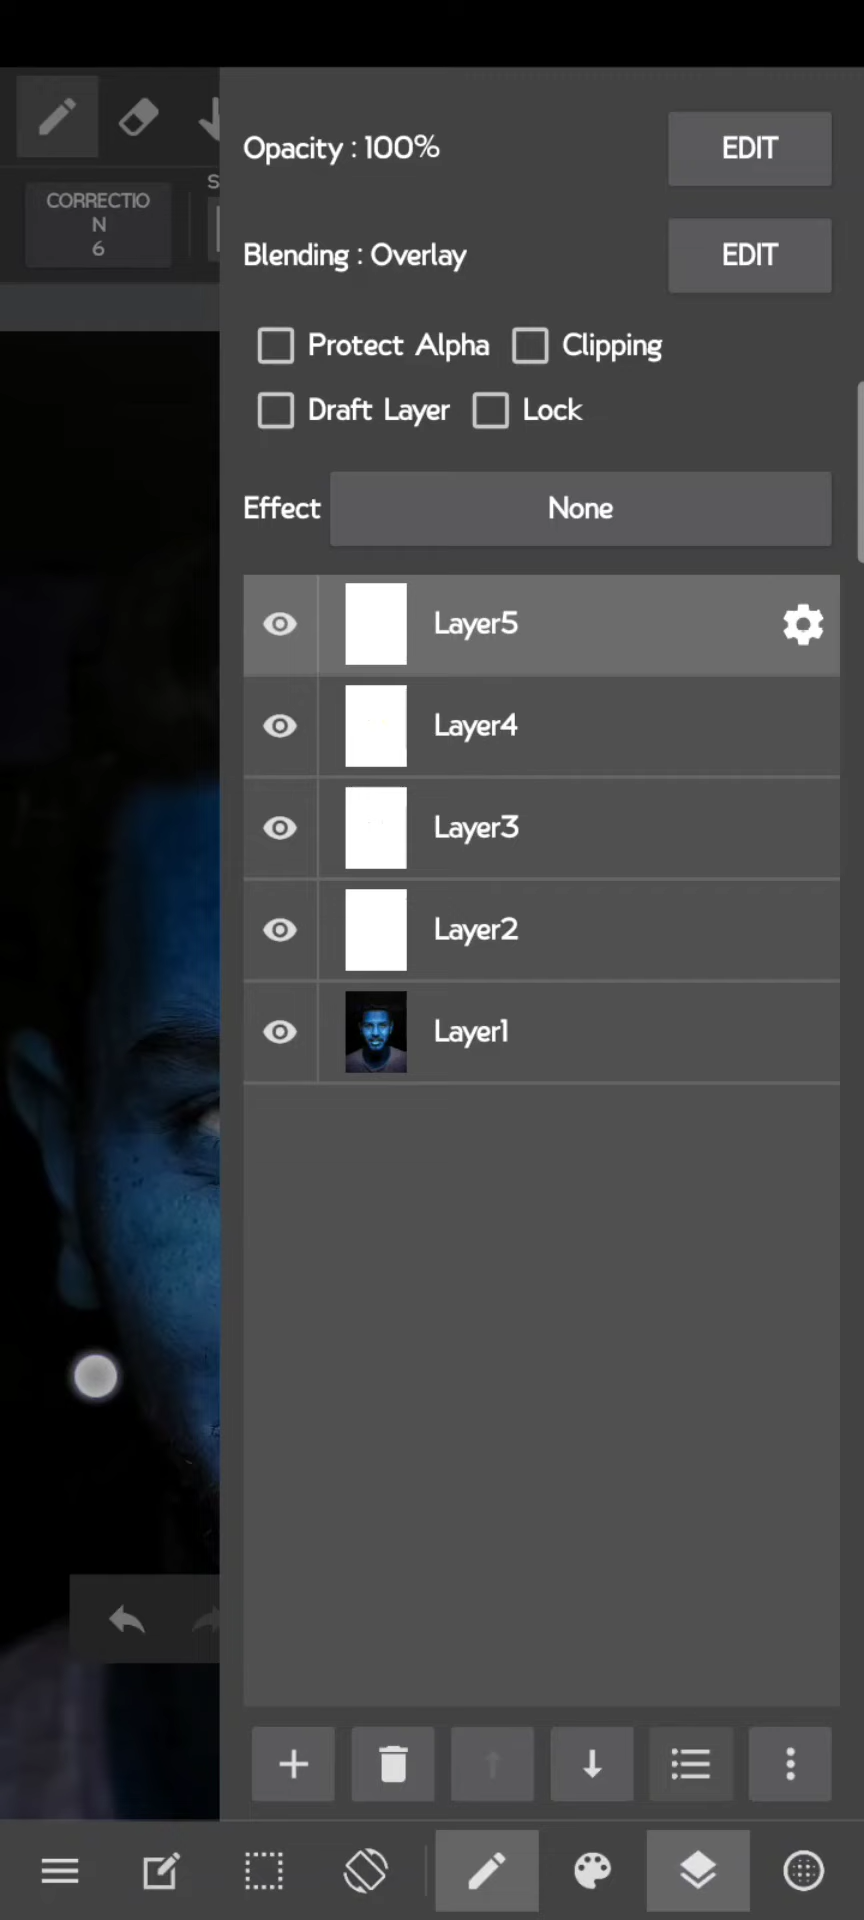 Opacity : 100%
EDIT
CORRECTIO
N
6
S
Blending : Overlay
EDIT
Protect Alpha
Clipping
Draft Layer
Lock
Effect
None
Layer5
Layer4
Layer3
Layer2
Layer1